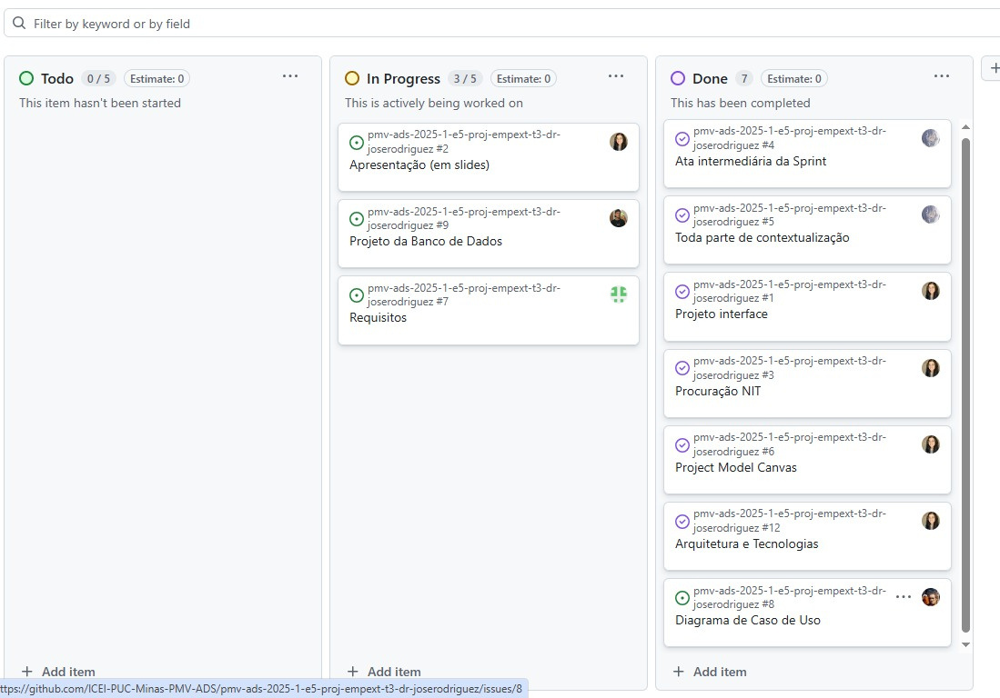 Filter by keyword or by field
Todo 0 / 5 Estimate: 0
This item hasn't been started
In Progress 3 / 5 Estimate: 0
This is actively being worked on
pmv-ads-2025-1-e5-proj-empext-t3-dr-
joserodriguez #2
Apresentação (em slides)
pmv-ads-2025-1-e5-proj-empext-t3-dr-
joserodriguez #9
Projeto da Banco de Dados
pmv-ads-2025-1-e5-proj-empext-t3-dr-
joserodriguez #7
Requisitos
Done 7 Estimate: 0
This has been completed
pmv-ads-2025-1-e5-proj-empext-t3-dr-
joserodriguez #4
Ata intermediária da Sprint
pmv-ads-2025-1-e5-proj-empext-t3-dr-
joserodriguez #5
Toda parte de contextualização
pmv-ads-2025-1-e5-proj-empext-t3-dr-
joserodriguez #1
Projeto interface
pmv-ads-2025-1-e5-proj-empext-t3-dr-
joserodriguez #3
Procuração NIT
pmv-ads-2025-1-e5-proj-empext-t3-dr-
joserodriguez #6
Project Model Canvas
pmv-ads-2025-1-e5-proj-empext-t3-dr-
joserodriguez #12
Arquitetura e Tecnologias
pmv-ads-2025-1-e5-proj-empext-t3-dr-
joserodriguez #8
Diagrama de Caso de Uso
+ Add item
+ Add item
+ Add item
ttps://github.com/ICEI-PUC-Minas-PMV-ADS/pmv-ads-2025-1-e5-proj-empext-t3-dr-joserodriguez/issues/8